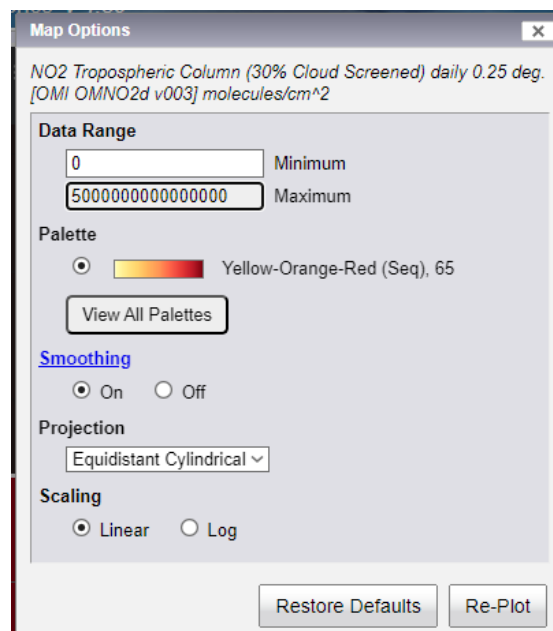 Map Options
NO2 Tropospheric Column (30% Cloud Screened) daily 0.25 deg.
[OMI OMNO2d v003] molecules/cm^2
Data Range
0 Minimum
5000000000000000 Maximum
Palette
Yellow-Orange-Red (Seq), 65
View All Palettes
Smoothing
On Off
Projection
Equidistant Cylindrical
Scaling
Linear Log
Restore Defaults Re-Plot